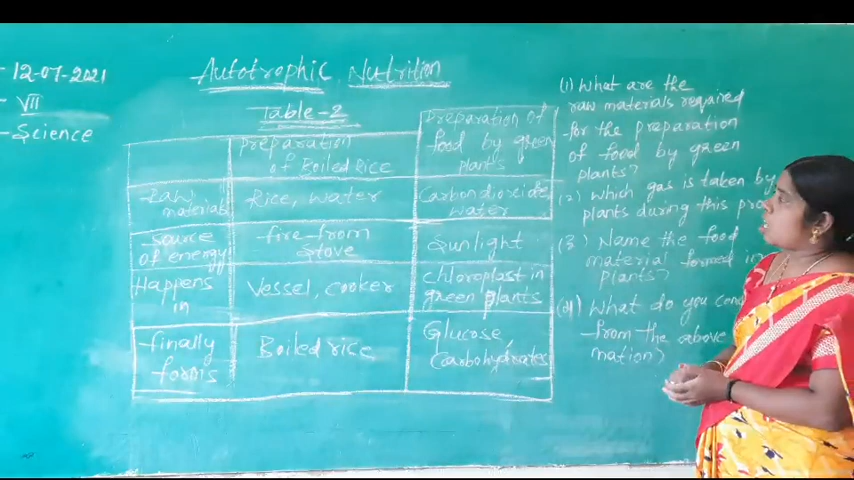 - 12-07-2021
- VII
- Science
Autotrophic Nutrition
Table-2
Preparation
of Boiled Rice
Preparation of
food by green
plants
Raw
materials
Rice, water
Carbondioxide,
water
Source
of energy
fire-from
stove
Sunlight
Happens
in
Vessel, cooker
chloroplast in
green plants
finally
forms
Boiled rice
Glucose,
Carbohydrates
(1) What are the
raw materials required
for the preparation
of food by green
plants?
(2) Which gas is taken by
plants during this
(3) Name the food
material formed in
plants?
(4) What do you
from the above
mation?